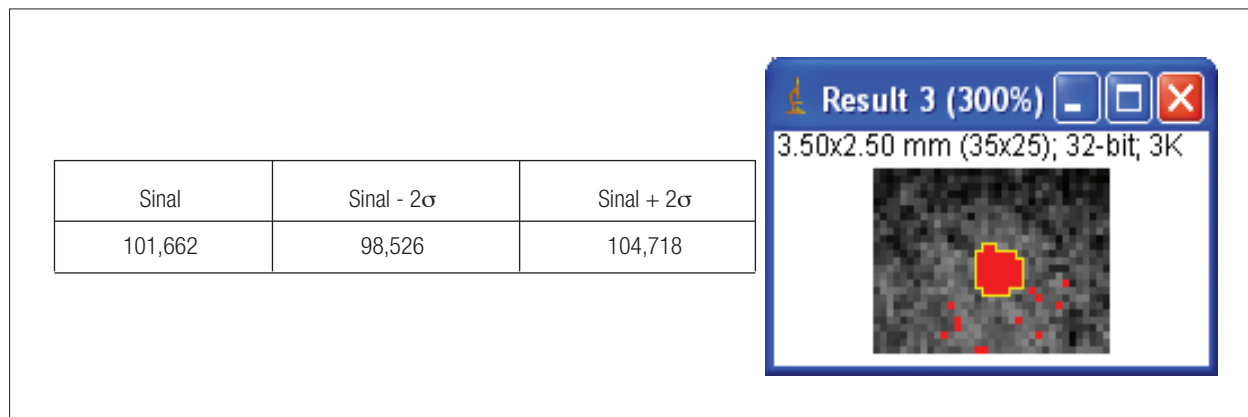 Sinal Sinal - 2σ Sinal + 2σ
101,662 98,526 104,718
Result 3 (300%)
3.50x2.50 mm (35x25); 32-bit; 3K